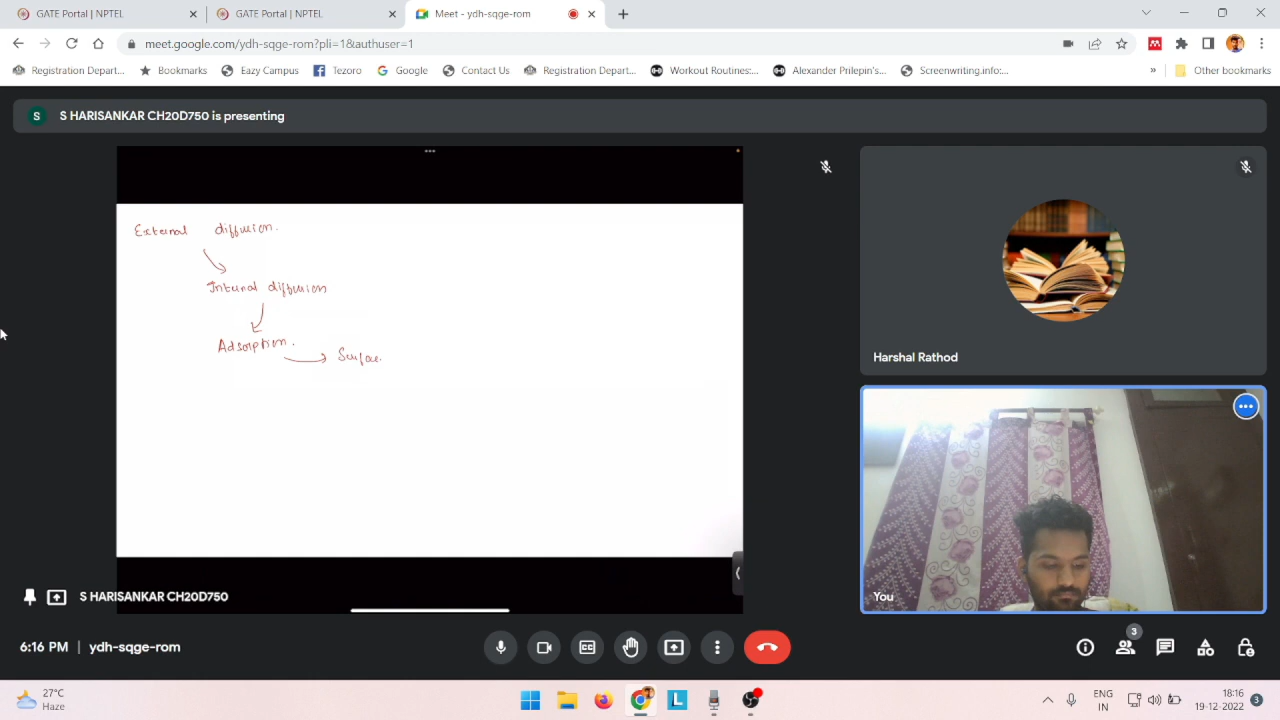 GATE Portal | NPTEL
GATE Portal | NPTEL
Meet - ydh-sqge-rom
meet.google.com/ydh-sqge-rom?pli=1&authuser=1
Registration Depart... Bookmarks Eazy Campus Tezoro Google Contact Us Registration Depart... Workout Routines:... Alexander Prilepin's... Screenwriting.info:... » Other bookmarks
S S HARISANKAR CH20D750 is presenting
External diffusion.
Internal diffusion
Adsorption.
Surface.
Harshal Rathod
You
S HARISANKAR CH20D750
6:16 PM | ydh-sqge-rom
CC
3
27°C
Haze
L
ENG
IN
18:16
19-12-2022
3